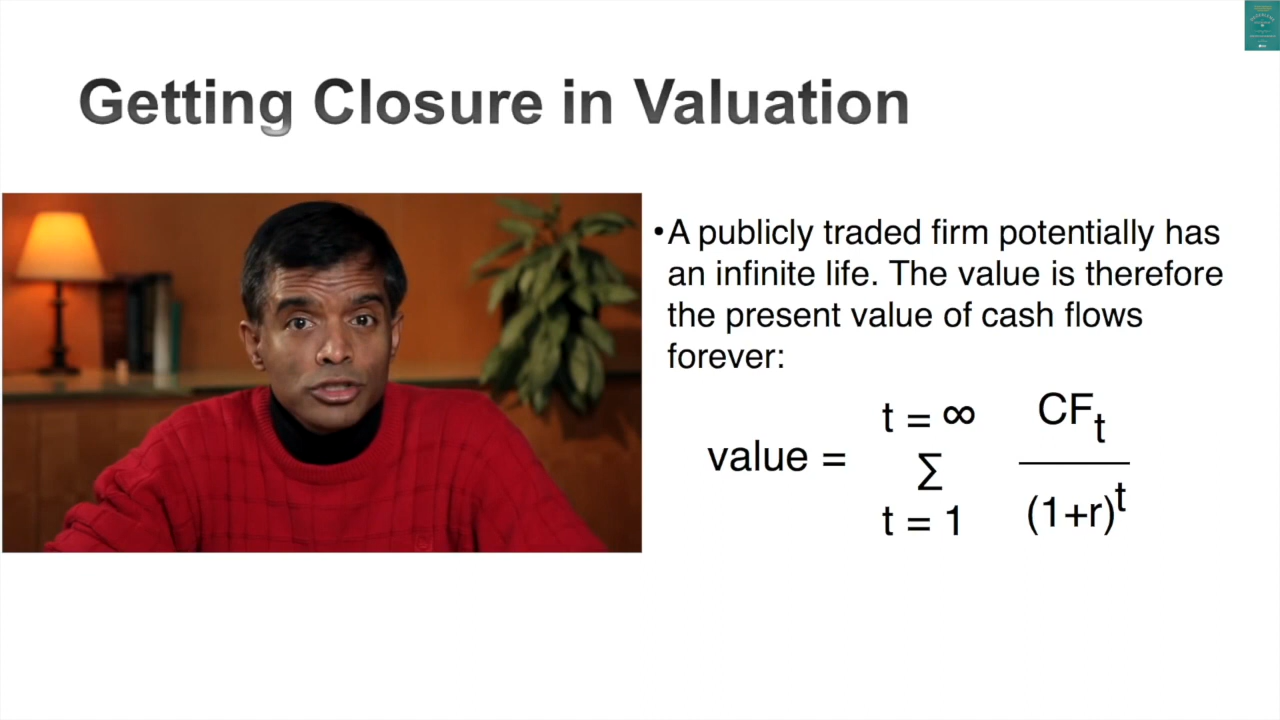 Getting Closure in Valuation
•A publicly traded firm potentially has
an infinite life. The value is therefore
the present value of cash flows
forever:
value =
t = ∞
∑
t = 1
CFt
(1+r)t